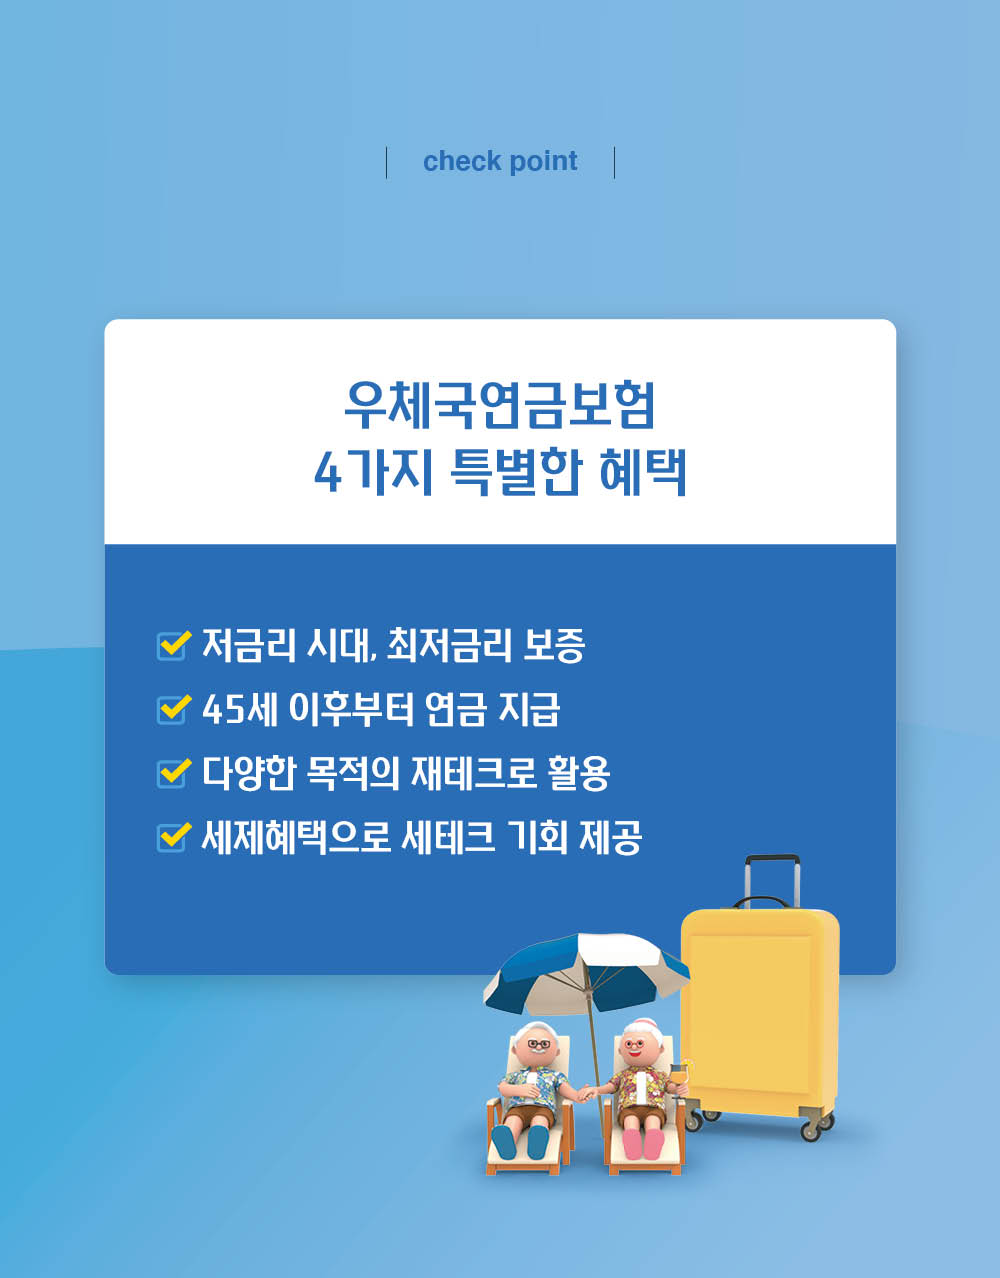 check point
우체국연금보험
4가지 특별한 혜택
저금리 시대, 최저금리 보증
45세 이후부터 연금 지급
다양한 목적의 재테크로 활용
세제혜택으로 세테크 기회 제공